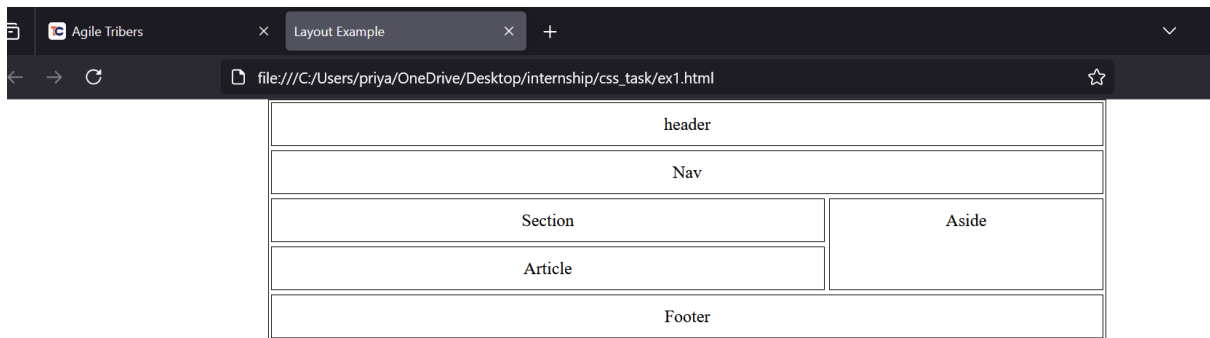 Agile Tribers Layout Example
file:///C:/Users/priya/OneDrive/Desktop/internship/css_task/ex1.html
header
Nav
Section Aside
Article
Footer